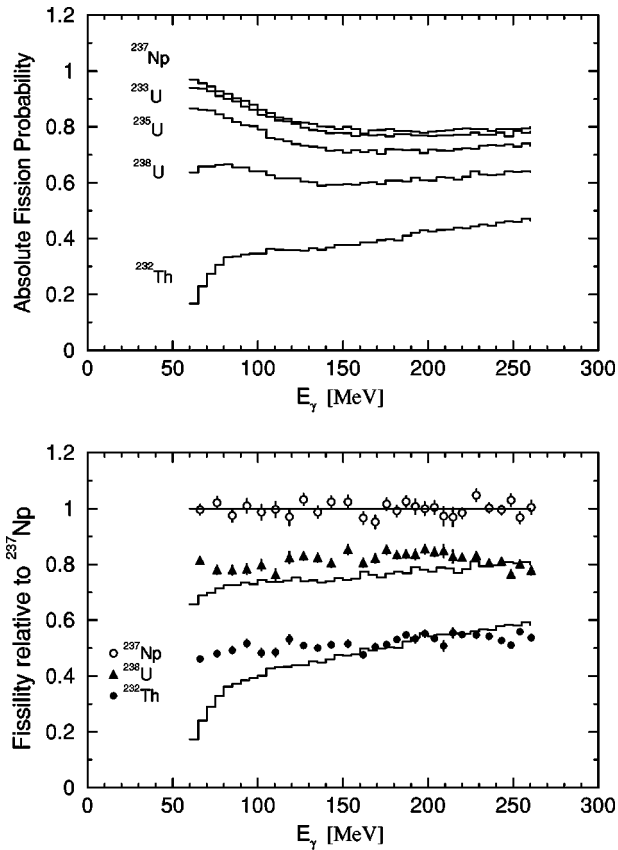 Absolute Fission Probability
1.2
1
0.8
0.6
0.4
0.2
0
²³⁷Np
²³³U
²³⁵U
²³⁸U
²³²Th
0 50 100 150 200 250 300
E_γ [MeV]
Fissility relative to ²³⁷Np
1.2
1
0.8
0.6
0.4
0.2
0
²³⁷Np
²³⁸U
²³²Th
0 50 100 150 200 250 300
E_γ [MeV]